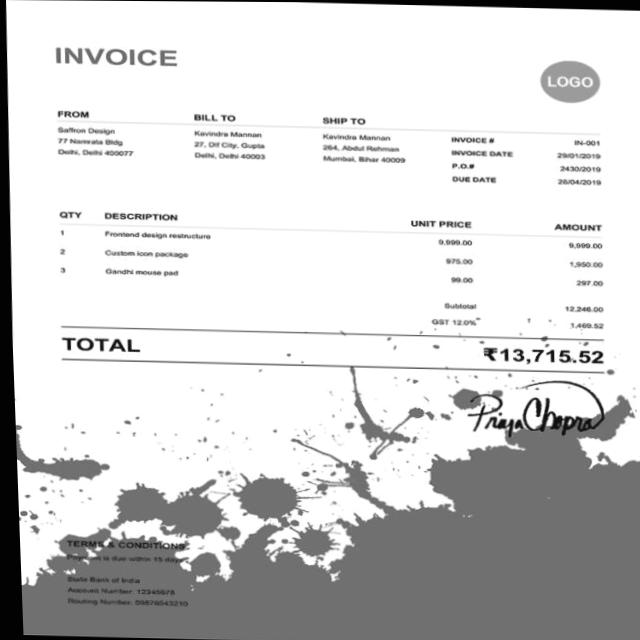 INVOICE
LOGO
FROM
Saffron Design
77 Namrata Bldg
Delhi, Delhi 400077
BILL TO
Kavindra Mannan
27, Dlf City, Gupta
Delhi, Delhi 40003
SHIP TO
Kavindra Mannan
264, Abdul Rehman
Mumbai, Bihar 40009
INVOICE # IN-001
INVOICE DATE 29/01/2019
P.O.# 2430/2019
DUE DATE 26/04/2019
QTY DESCRIPTION UNIT PRICE AMOUNT
1 Frontend design restructure 9,999.00 9,999.00
2 Custom icon package 975.00 1,950.00
3 Gandhi mouse pad 99.00 297.00
Subtotal 12,246.00
GST 12.0% 1,469.52
TOTAL ₹13,715.52
Priya Chopra
TERMS & CONDITIONS
Payment is due within 15 days
State Bank of India
Account Number: 12345678
Routing Number: 09876543210